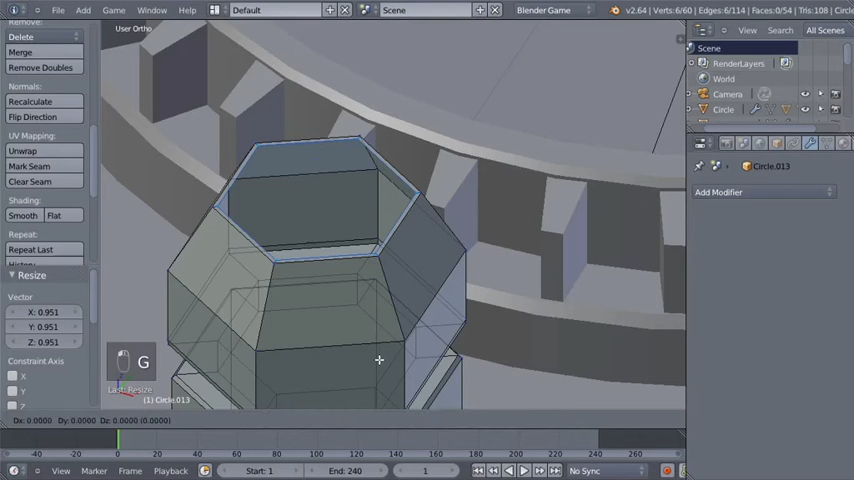 File Add Game Window Help Default Scene Blender Game v2.64 | Verts:6/60 | Edges:6/114 | Faces:0/54 | Tris:108 | Circle
User Ortho
View Search All Scenes
Remove:
Delete
Merge
Remove Doubles
Normals:
Recalculate
Flip Direction
UV Mapping:
Unwrap
Mark Seam
Clear Seam
Shading:
Smooth Flat
Repeat:
Repeat Last
Resize
Vector
X: 0.951
Y: 0.951
Z: 0.951
Constraint Axis
X
Y
Scene
RenderLayers
World
Camera
Circle
Circle.013
Add Modifier
G
Last: Resize
(1) Circle.013
Dx: 0.0000 Dy: 0.0000 Dz: 0.0000 (0.0000)
-40 -20 0 20 40 60 80 100 120 140 160 180 200 220 240 260
View Marker Frame Playback Start: 1 End: 240 1 No Sync